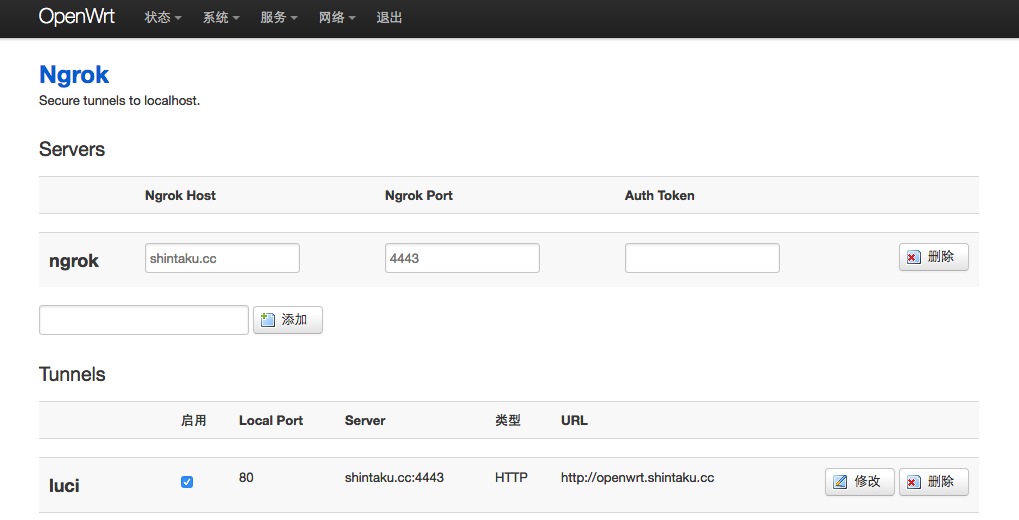 OpenWrt 状态 系统 服务 网络 退出
Ngrok
Secure tunnels to localhost.
Servers
Ngrok Host Ngrok Port Auth Token
ngrok shintaku.cc 4443 删除
添加
Tunnels
启用 Local Port Server 类型 URL
luci 80 shintaku.cc:4443 HTTP http://openwrt.shintaku.cc 修改 删除